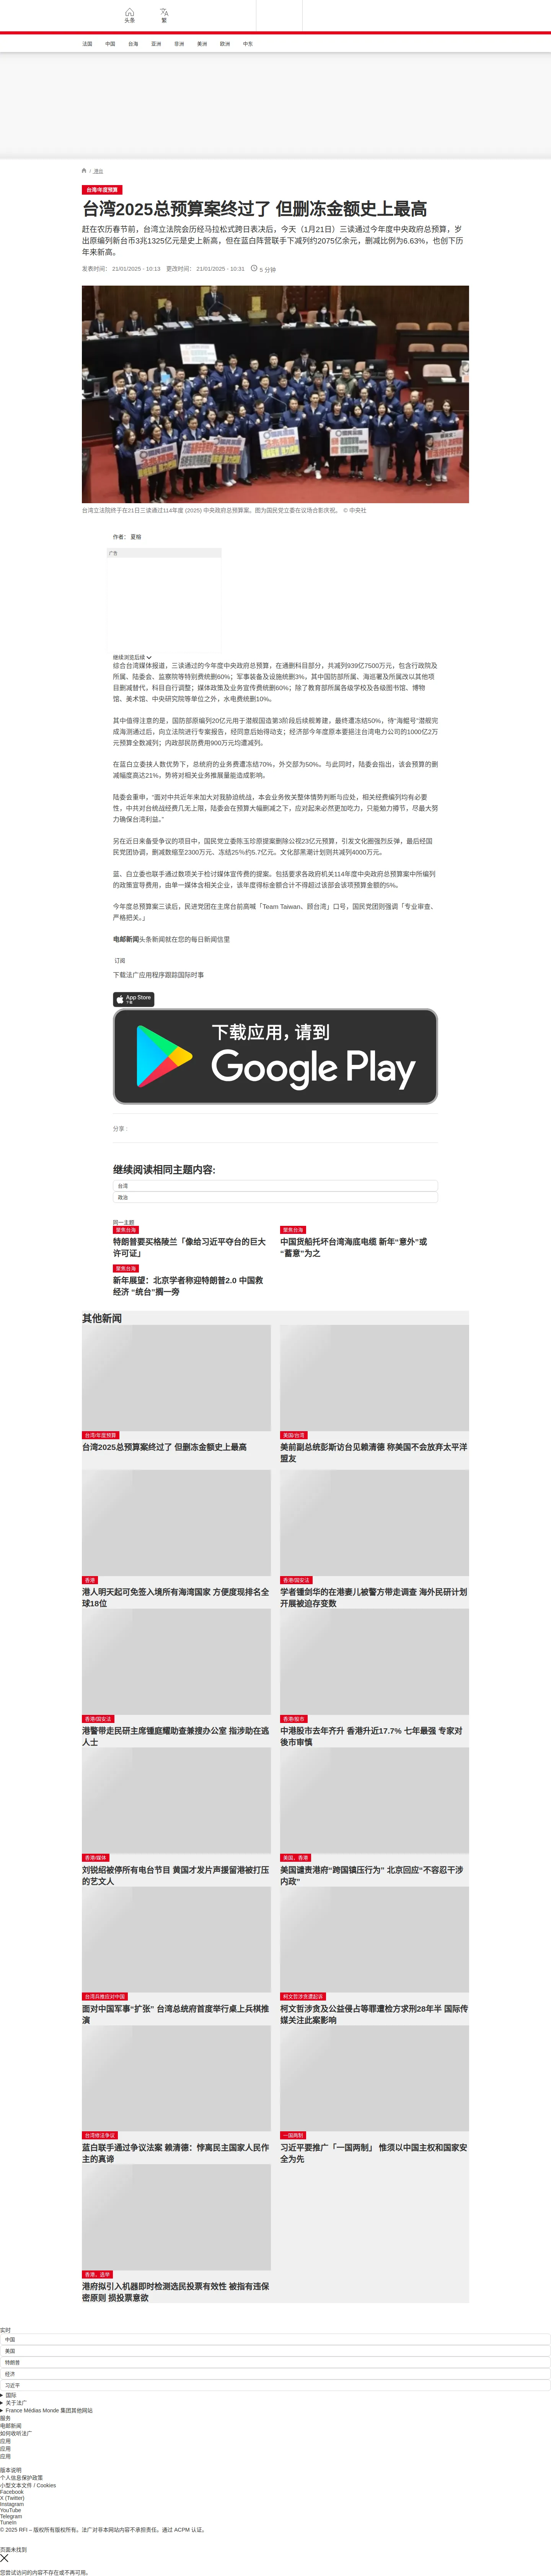 头条
繁
法国
中国
台海
亚洲
非洲
美洲
欧洲
中东
/ 港台
台湾/年度预算
台湾2025总预算案终过了 但删冻金额史上最高
赶在农历春节前，台湾立法院会历经马拉松式跨日表决后，今天（1月21日）三读通过今年度中央政府总预算，岁
出原编列新台币3兆1325亿元是史上新高，但在蓝白阵营联手下减列约2075亿余元，删减比例为6.63%，也创下历
年来新高。
发表时间： 21/01/2025 - 10:13 更改时间： 21/01/2025 - 10:31 5 分钟
台湾立法院终于在21日三读通过114年度 (2025) 中央政府总预算案。图为国民党立委在议场合影庆祝。 © 中央社
作者： 夏榕
广告
继续浏览后续
综合台湾媒体报道，三读通过的今年度中央政府总预算，在通删科目部分，共减列939亿7500万元，包含行政院及
所属、陆委会、监察院等特别费统删60%；军事装备及设施统删3%，其中国防部所属、海巡署及所属改以其他项
目删减替代，科目自行调整；媒体政策及业务宣传费统删60%；除了教育部所属各级学校及各级图书馆、博物
馆、美术馆、中央研究院等单位之外，水电费统删10%。
其中值得注意的是，国防部原编列20亿元用于潜舰国造第3阶段后续舰筹建，最终遭冻结50%，待“海鲲号”潜舰完
成海测通过后，向立法院进行专案报告，经同意后始得动支；经济部今年度原本要挹注台湾电力公司的1000亿2万
元预算全数减列；内政部民防费用900万元均遭减列。
在蓝白立委挟人数优势下，总统府的业务费遭冻结70%，外交部为50%。与此同时，陆委会指出，该会预算的删
减幅度高达21%，势将对相关业务推展量能造成影响。
陆委会重申，“面对中共近年来加大对我胁迫统战，本会业务攸关整体情势判断与应处，相关经费编列均有必要
性。中共对台统战经费几无上限，陆委会在预算大幅删减之下，应对起来必然更加吃力，只能勉力撙节，尽最大努
力确保台湾利益。”
另在近日来备受争议的项目中，国民党立委陈玉珍原提案删除公视23亿元预算，引发文化圈强烈反弹，最后经国
民党团协调，删减数缩至2300万元、冻结25%约5.7亿元。文化部黑潮计划则共减列4000万元。
蓝、白立委也联手通过数项关于检讨媒体宣传费的提案。包括要求各政府机关114年度中央政府总预算案中所编列
的政策宣导费用，由单一媒体含相关企业，该年度得标金额合计不得超过该部会该项预算金额的5%。
今年度总预算案三读后，民进党团在主席台前高喊「Team Taiwan、顾台湾」口号，国民党团则强调「专业审查、
严格把关。」
电邮新闻头条新闻就在您的每日新闻信里
订阅
下载法广应用程序跟踪国际时事
App Store
下载
下载应用，请到
Google Play
分享 :
继续阅读相同主题内容:
台湾
政治
同一主题
聚焦台海
特朗普要买格陵兰「像给习近平夺台的巨大
许可证」
聚焦台海
中国货船托坏台湾海底电缆 新年“意外”或
“蓄意”为之
聚焦台海
新年展望：北京学者称迎特朗普2.0 中国救
经济 “统台”搁一旁
其他新闻
台湾/年度预算
台湾2025总预算案终过了 但删冻金额史上最高
美国/台湾
美前副总统彭斯访台见赖清德 称美国不会放弃太平洋
盟友
香港
港人明天起可免签入境所有海湾国家 方便度现排名全
球18位
香港/国安法
学者锺剑华的在港妻儿被警方带走调查 海外民研计划
开展被迫存变数
香港/国安法
港警带走民研主席锺庭耀助查兼搜办公室 指涉助在逃
人士
香港/股市
中港股市去年齐升 香港升近17.7% 七年最强 专家对
後市审慎
香港/媒体
刘锐绍被停所有电台节目 黄国才发片声援留港被打压
的艺文人
美国、香港
美国谴责港府“跨国镇压行为” 北京回应“不容忍干涉
内政”
台湾兵推应对中国
面对中国军事“扩张” 台湾总统府首度举行桌上兵棋推
演
柯文哲涉贪遭起诉
柯文哲涉贪及公益侵占等罪遭检方求刑28年半 国际传
媒关注此案影响
台湾修法争议
蓝白联手通过争议法案 赖清德：悖离民主国家人民作
主的真谛
一国两制
习近平要推广「一国两制」 惟须以中国主权和国家安
全为先
香港、选举
港府拟引入机器即时检测选民投票有效性 被指有违保
密原则 损投票意欲
实时
中国
美国
特朗普
经济
习近平
国际
关于法广
France Médias Monde 集团其他网站
服务
电邮新闻
如何收听法广
应用
应用
应用
版本说明
个人信息保护政策
小型文本文件 / Cookies
Facebook
X (Twitter)
Instagram
YouTube
Telegram
TuneIn
© 2025 RFI – 版权所有版权所有。法广对非本网站内容不承担责任。通过 ACPM 认证。
页面未找到
您尝试访问的内容不存在或不再可用。